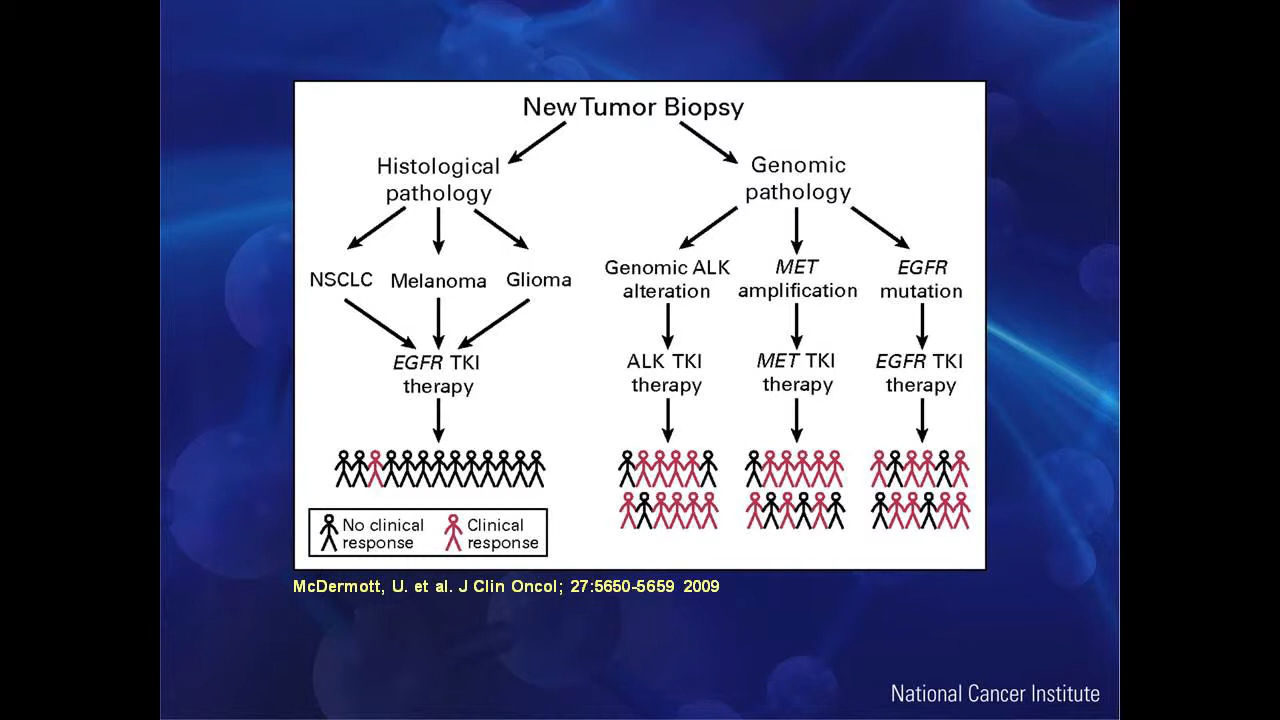 New Tumor Biopsy
Histological
pathology
Genomic
pathology
NSCLC
Melanoma
Glioma
Genomic ALK
alteration
MET
amplification
EGFR
mutation
EGFR TKI
therapy
ALK TKI
therapy
MET TKI
therapy
EGFR TKI
therapy
No clinical
response
Clinical
response
McDermott, U. et al. J Clin Oncol; 27:5650-5659 2009
National Cancer Institute